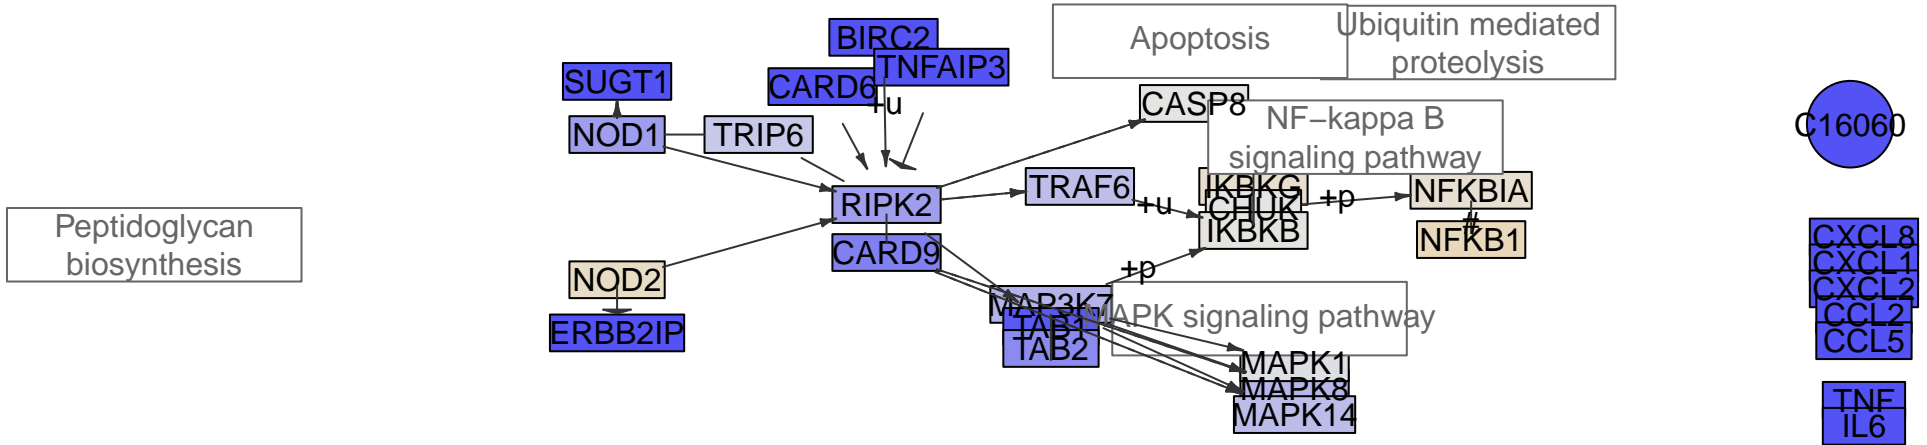 BIRC2
Apoptosis
Ubiquitin mediated
proteolysis
TNFAIP3
SUGT1
CARD6
+u
CASP8
NF−kappa B
signaling pathway
C16060
NOD1
TRIP6
TRAF6
IKBKG
CHUK
IKBKB
+u
+p
NFKBIA
#
NFKB1
RIPK2
CARD9
Peptidoglycan
biosynthesis
NOD2
ERBB2IP
+p
MAP3K7
TAB1
TAB2
MAPK signaling pathway
MAPK1
MAPK8
MAPK14
CXCL8
CXCL1
CXCL2
CCL2
CCL5
TNF
IL6